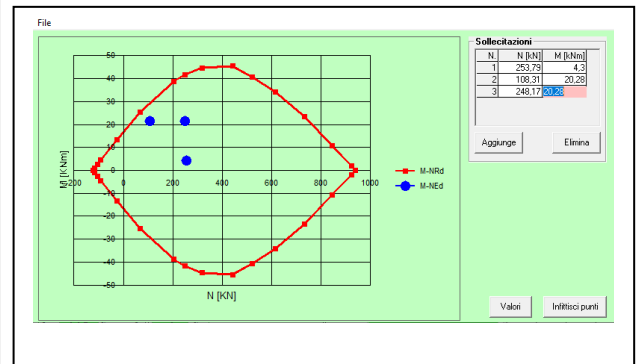 File
Sollecitazioni
N. N [kN] M [kNm]
1 253,79 4,3
2 108,31 20,28
3 248,17 20,28
Aggiunge Elimina
50
40
30
20
10
0
-10
-20
-30
-40
-50
-200 0 200 400 600 800 1000
M [KNm]
N [KN]
M-NRd
M-NEd
Valori Infittisci punti